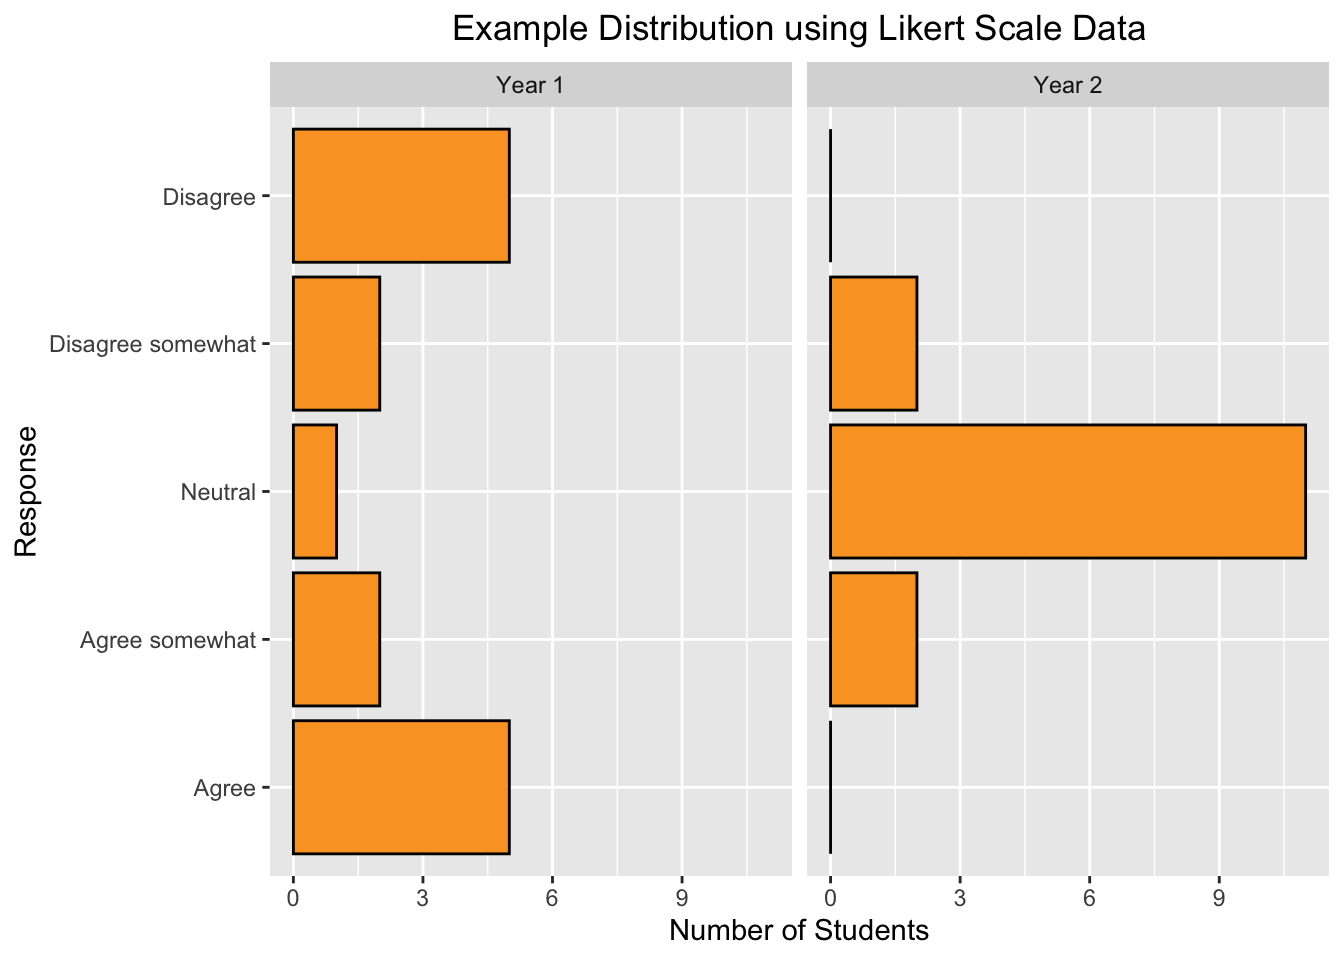 Example Distribution using Likert Scale Data
Year 1
Year 2
Response
Disagree
Disagree somewhat
Neutral
Agree somewhat
Agree
0 3 6 9
0 3 6 9
Number of Students